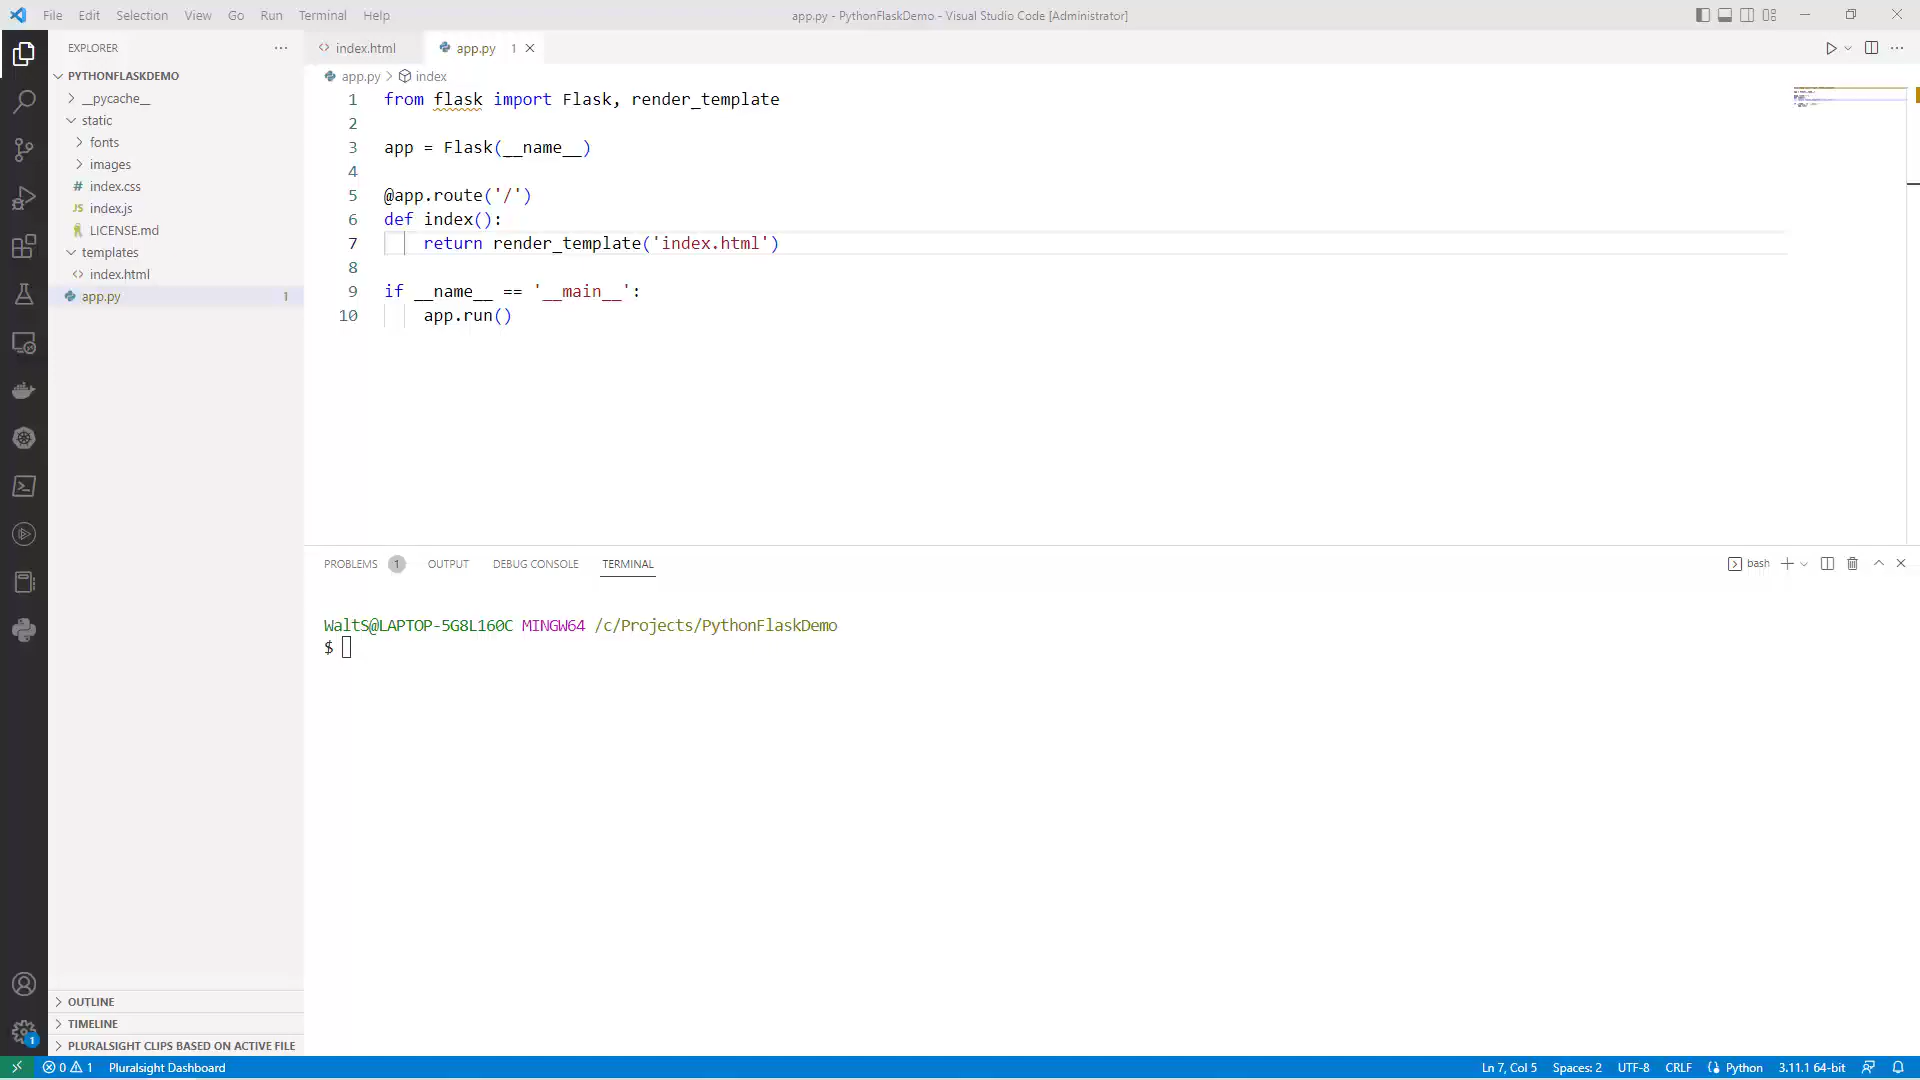 File Edit Selection View Go Run Terminal Help
app.py - PythonFlaskDemo - Visual Studio Code [Administrator]
EXPLORER
PYTHONFLASKDEMO
__pycache__
static
fonts
images
# index.css
JS index.js
LICENSE.md
templates
<> index.html
app.py 1
<> index.html
app.py 1
app.py > index
1 from flask import Flask, render_template
2
3 app = Flask(__name__)
4
5 @app.route('/')
6 def index():
7 return render_template('index.html')
8
9 if __name__ == '__main__':
10 app.run()
PROBLEMS 1 OUTPUT DEBUG CONSOLE TERMINAL
bash
WaltS@LAPTOP-5G8L160C MINGW64 /c/Projects/PythonFlaskDemo
$
OUTLINE
TIMELINE
PLURALSIGHT CLIPS BASED ON ACTIVE FILE
1
0 1 Pluralsight Dashboard
Ln 7, Col 5 Spaces: 2 UTF-8 CRLF Python 3.11.1 64-bit